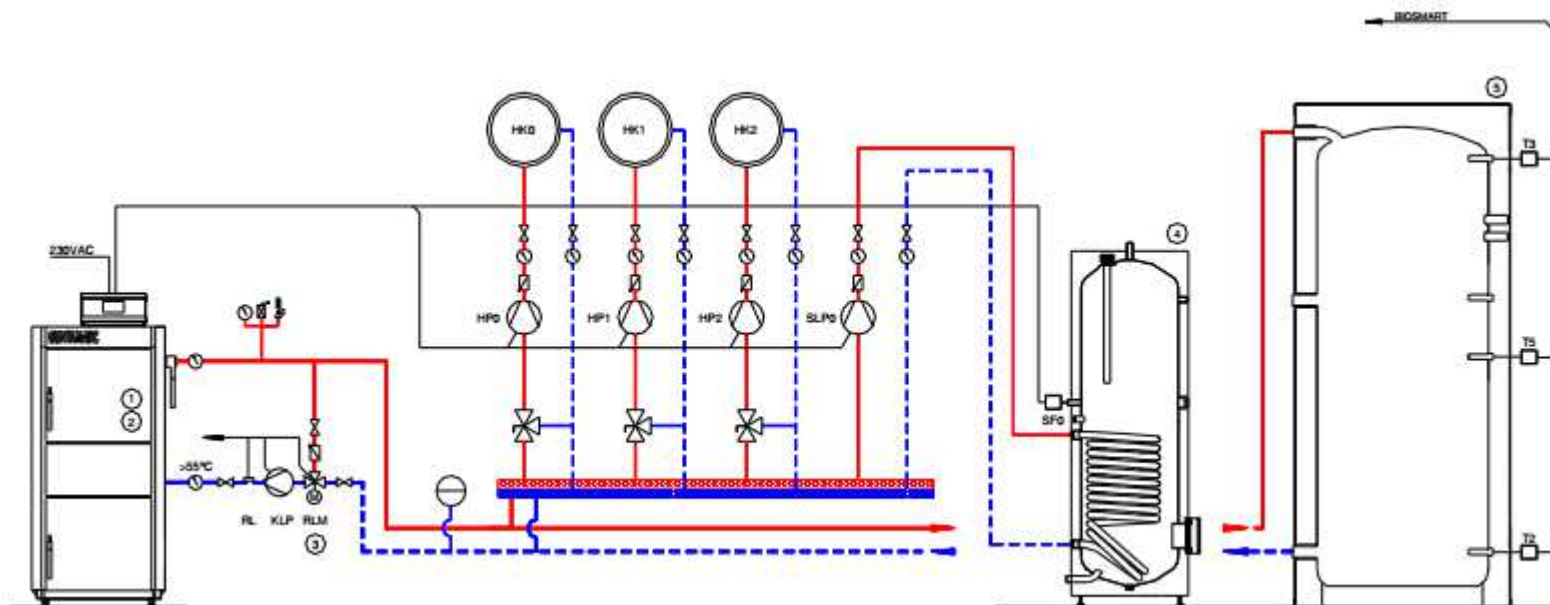 BIOSMART
5
HK0 HK1 HK2
T3
4
230VAC
HP0 HP1 HP2 SLP0
T5
1
2
SF0
>55°C
M
RL KLP RLM
3
T2